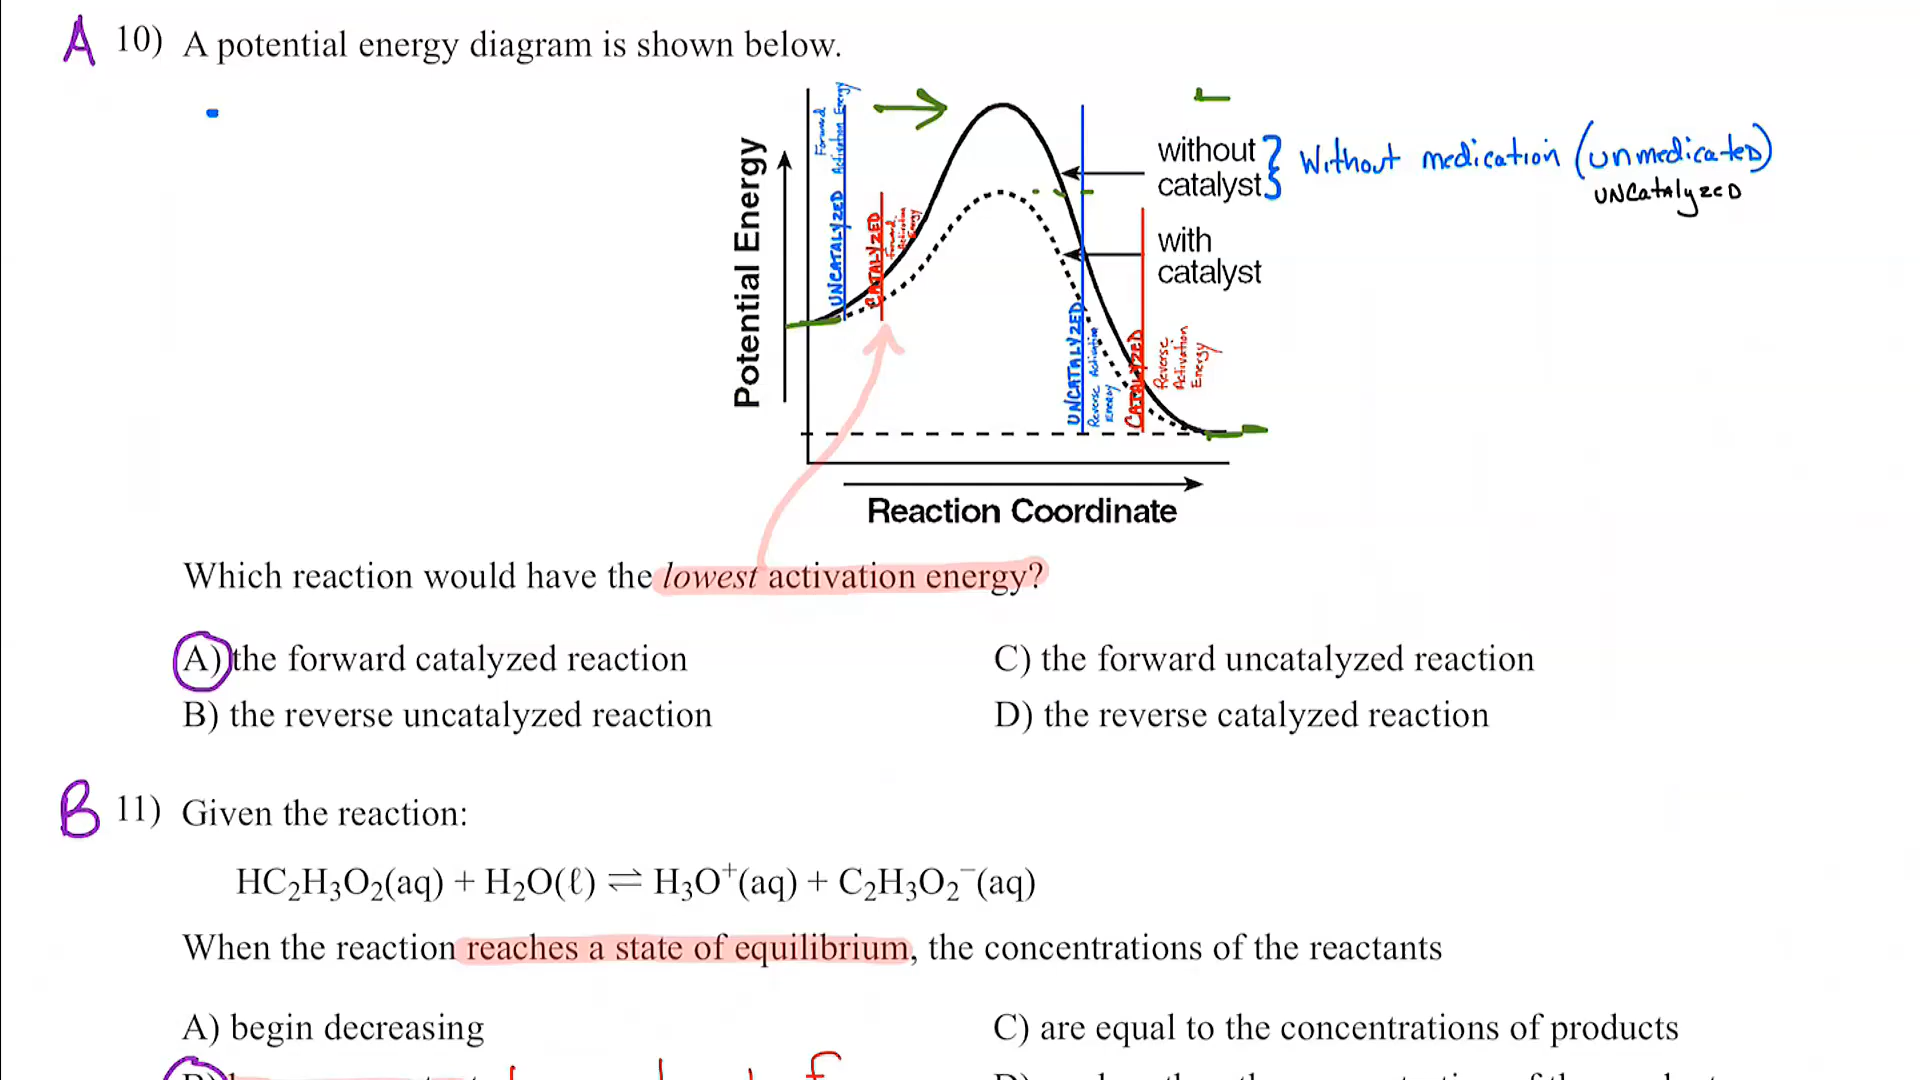 A 10) A potential energy diagram is shown below.
Potential Energy
Forward
Activation Energy
UNCATALYZED
CATALYZED
Forward
Activation
Energy
without
catalyst
Without medication (unmedicated)
UNCatalyzed
with
catalyst
UNCATALYZED
Reverse Activation
Energy
CATALYZED
Reverse
Activation
Energy
Reaction Coordinate
Which reaction would have the lowest activation energy?
A) the forward catalyzed reaction
C) the forward uncatalyzed reaction
B) the reverse uncatalyzed reaction
D) the reverse catalyzed reaction
B 11) Given the reaction:
HC₂H₃O₂(aq) + H₂O(ℓ) ⇌ H₃O⁺(aq) + C₂H₃O₂⁻(aq)
When the reaction reaches a state of equilibrium, the concentrations of the reactants
A) begin decreasing
C) are equal to the concentrations of products